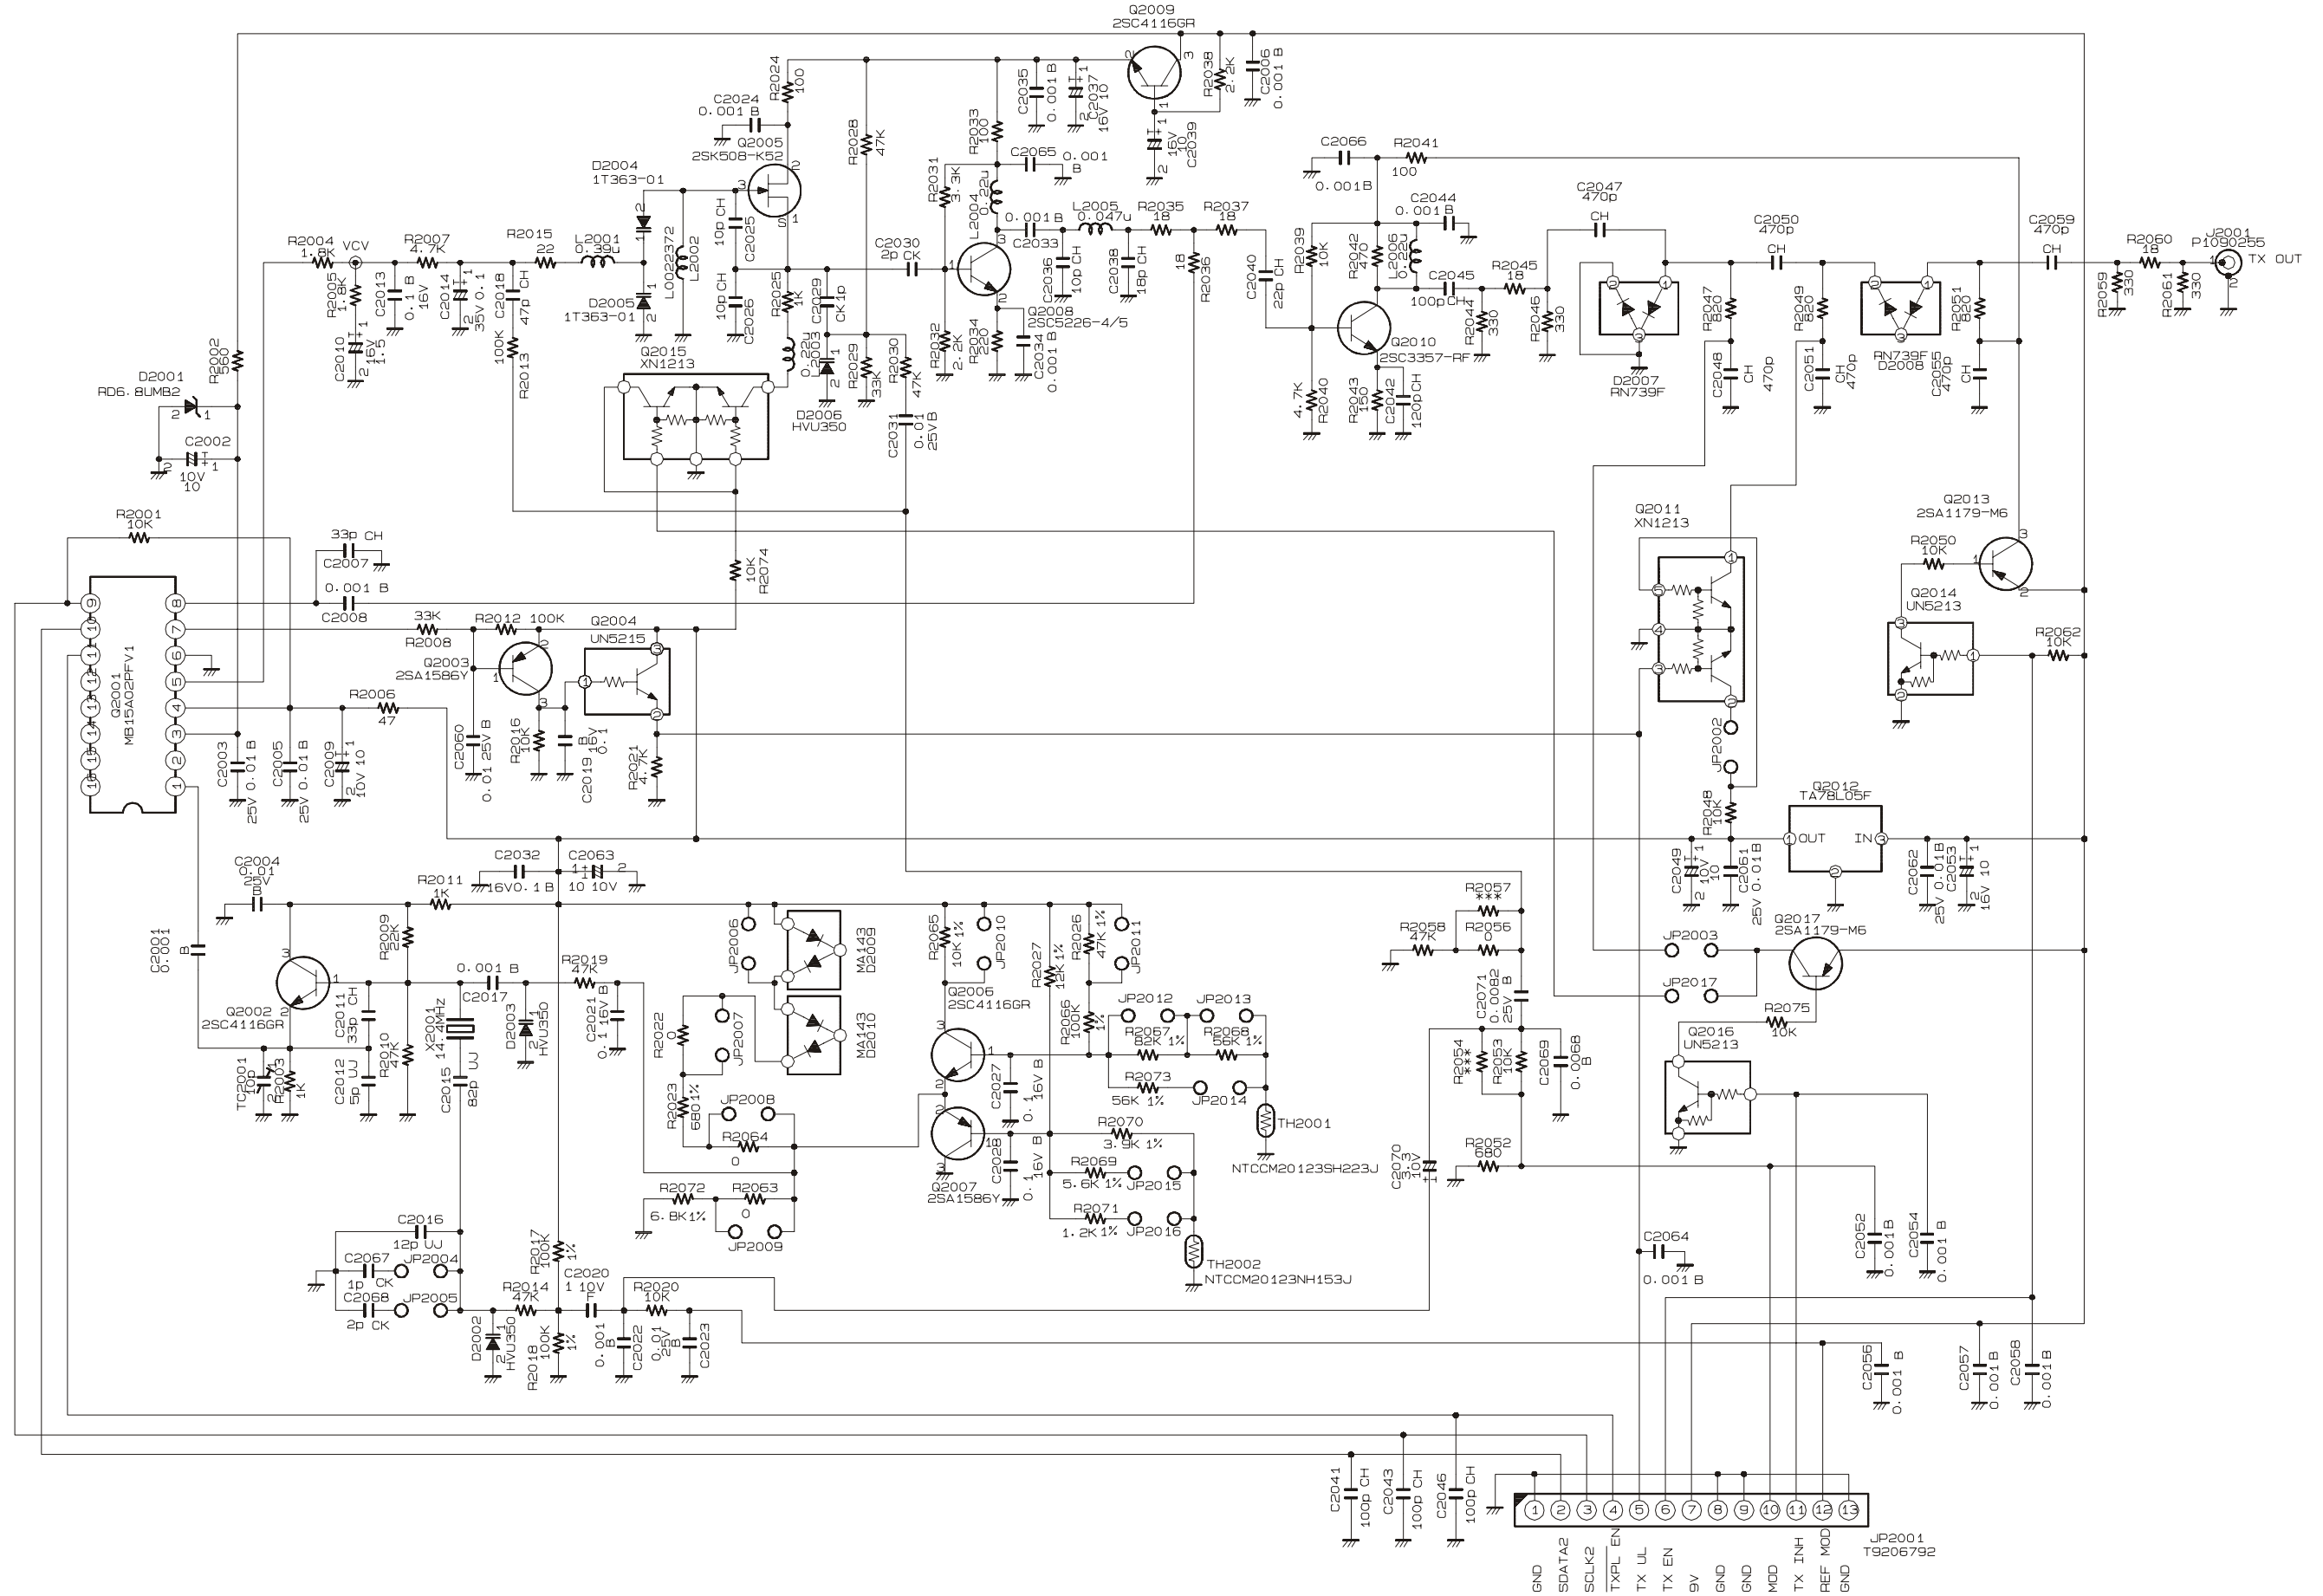 Q2009
2SC4116GR
R2024
100
C2024
0.001 B
Q2005
2SK508-K52
D2004
1T363-01
R2028
47K
R2033
100
C2035
0.001 B
C2037
16V 10
R2038
2.2K
C2006
0.001 B
16V
10
C2039
R2031
3.3K
C2065
0.001
B
L2004
0.22u
C2066
0.001B
R2041
100
C2044
0.001 B
C2047
470p
CH
C2050
470p
CH
C2059
470p
CH
R2060
18
J2001
P1090255
TX OUT
R2004
1.8K
VCV
R2007
4.7K
R2015
22
L2001
0.39u
10p CH
C2025
L0022372
L2002
C2030
2p CK
0.001B
C2033
L2005
0.047u
R2035
18
R2037
18
R2005
1.8K
C2013
0.1 B
16V
C2014
35V 0.1
C2018
47p CH
D2005
1T363-01
10p CH
C2026
R2025
1K
C2029
CK1p
C2036
10p CH
C2038
18p CH
18
R2036
C2040
22p CH
R2039
10K
R2042
470
L2006
0.22u
C2045
100p CH
R2045
18
R2044
330
R2046
330
R2047
820
R2049
820
R2051
820
R2059
330
R2061
330
Q2008
2SC5226-4/5
Q2010
2SC3357-RF
R2002
560
C2010
16V
1.5
100K
R2013
Q2015
XN1213
0.22u
L2003
D2006
HVU350
R2029
33K
R2030
47K
R2032
2.2K
R2034
220
C2034
0.001 B
4.7K
R2040
R2043
150
C2042
120p CH
D2007
RN739F
C2048
CH
470p
C2051
CH
470p
RN739F
D2008
C2055
470p
CH
D2001
RD6.8UMB2
C2002
10V
10
C2031
0.01
25V B
R2001
10K
33p CH
C2007
0.001 B
C2008
10K
R2074
Q2011
XN1213
Q2013
2SA1179-M6
R2050
10K
Q2014
UN5213
R2062
10K
Q2001
MB15A02PFV1
33K
R2008
R2012 100K
Q2004
UN5215
Q2003
2SA1586Y
R2006
47
C2003
25V 0.01 B
C2005
25V 0.01 B
C2009
10V 10
C2060
0.01 25V B
R2016
10K
C2019
B
16V
0.1
R2021
4.7K
JP2002
R2048
10K
Q2012
TA78L05F
OUT
IN
C2049
10V
10
C2061
25V 0.01B
C2062
25V 0.01B
C2053
16V 10
C2004
0.01
25V
B
R2011
1K
C2032
16V0.1 B
C2063
10 10V
C2001
0.001
B
R2009
22K
0.001 B
C2017
R2019
47K
JP2006
MA143
D2009
R2065
10K 1%
JP2010
R2027
12K 1%
R2026
47K 1%
JP2011
R2057
***
R2058
47K
R2056
0
Q2017
2SA1179-M6
JP2003
JP2017
Q2002
2SC4116GR
C2011
33p CH
X2001
14.4MHz
D2003
HVU350
C2021
0.1 16V B
R2022
0
JP2007
MA143
D2010
Q2006
2SC4116GR
R2066
100K
1%
JP2012
JP2013
R2067
82K 1%
R2068
56K 1%
R2073
56K 1%
JP2014
C2071
0.0082
25V B
R2075
10K
Q2016
UN5213
TC2001
10p
R2003
1K
C2012
5p UJ
R2010
47K
C2015
82p UJ
R2023
680 1%
JP2008
R2064
0
C2027
0.1 16V B
R2054
***
R2053
10K
C2069
0.0068
B
TH2001
NTCCM20123SH223J
C2028
0.1 16V B
R2070
3.9K 1%
R2069
5.6K 1%
JP2015
R2071
1.2K 1%
JP2016
C2070
3.3
10V
R2052
680
Q2007
2SA1586Y
R2072
6.8K1%
R2063
0
JP2009
C2016
12p UJ
C2067
1p CK
JP2004
C2068
2p CK
JP2005
R2017
100K
1%
R2014
47K
C2020
1 10V
F
R2020
10K
TH2002
NTCCM20123NH153J
C2064
0.001 B
C2052
0.001B
C2054
0.001 B
D2002
HVU350
R2018
100K
1%
0.001
B
C2022
0.01
25V
B
C2023
C2056
0.001 B
C2057
0.001 B
C2058
0.001 B
C2041
100p CH
C2043
100p CH
C2046
100p CH
1 2 3 4 5 6 7 8 9 10 11 12 13
JP2001
T9206792
GND
SDATA2
SCLK2
TXPL EN
TX UL
TX EN
9V
GND
GND
MOD
TX INH
REF MOD
GND